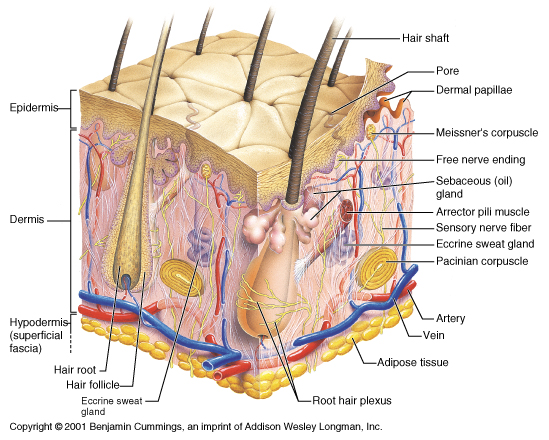 Hair shaft
Pore
Dermal papillae
Epidermis
Meissner's corpuscle
Free nerve ending
Sebaceous (oil)
gland
Dermis
Arrector pili muscle
Sensory nerve fiber
Eccrine sweat gland
Pacinian corpuscle
Hypodermis
(superficial
fascia)
Artery
Vein
Adipose tissue
Hair root
Hair follicle
Eccrine sweat
gland
Root hair plexus
Copyright © 2001 Benjamin Cummings, an imprint of Addison Wesley Longman, Inc.